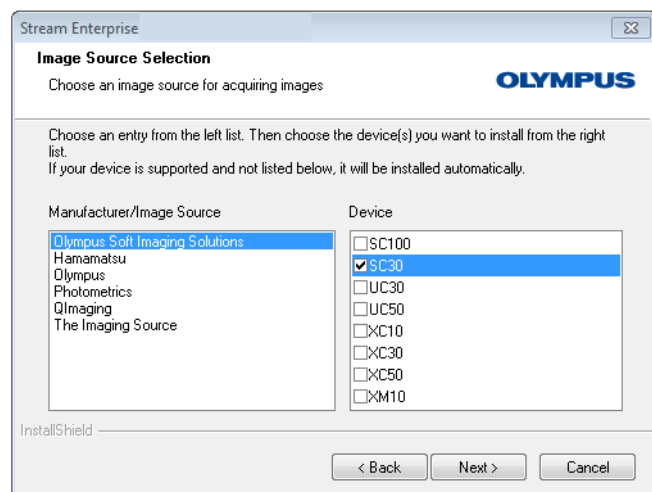 Stream Enterprise
Image Source Selection
Choose an image source for acquiring images
OLYMPUS
Choose an entry from the left list. Then choose the device(s) you want to install from the right
list.
If your device is supported and not listed below, it will be installed automatically.
Manufacturer/Image Source
Olympus Soft Imaging Solutions
Hamamatsu
Olympus
Photometrics
QImaging
The Imaging Source
Device
SC100
SC30
UC30
UC50
XC10
XC30
XC50
XM10
InstallShield
< Back
Next >
Cancel